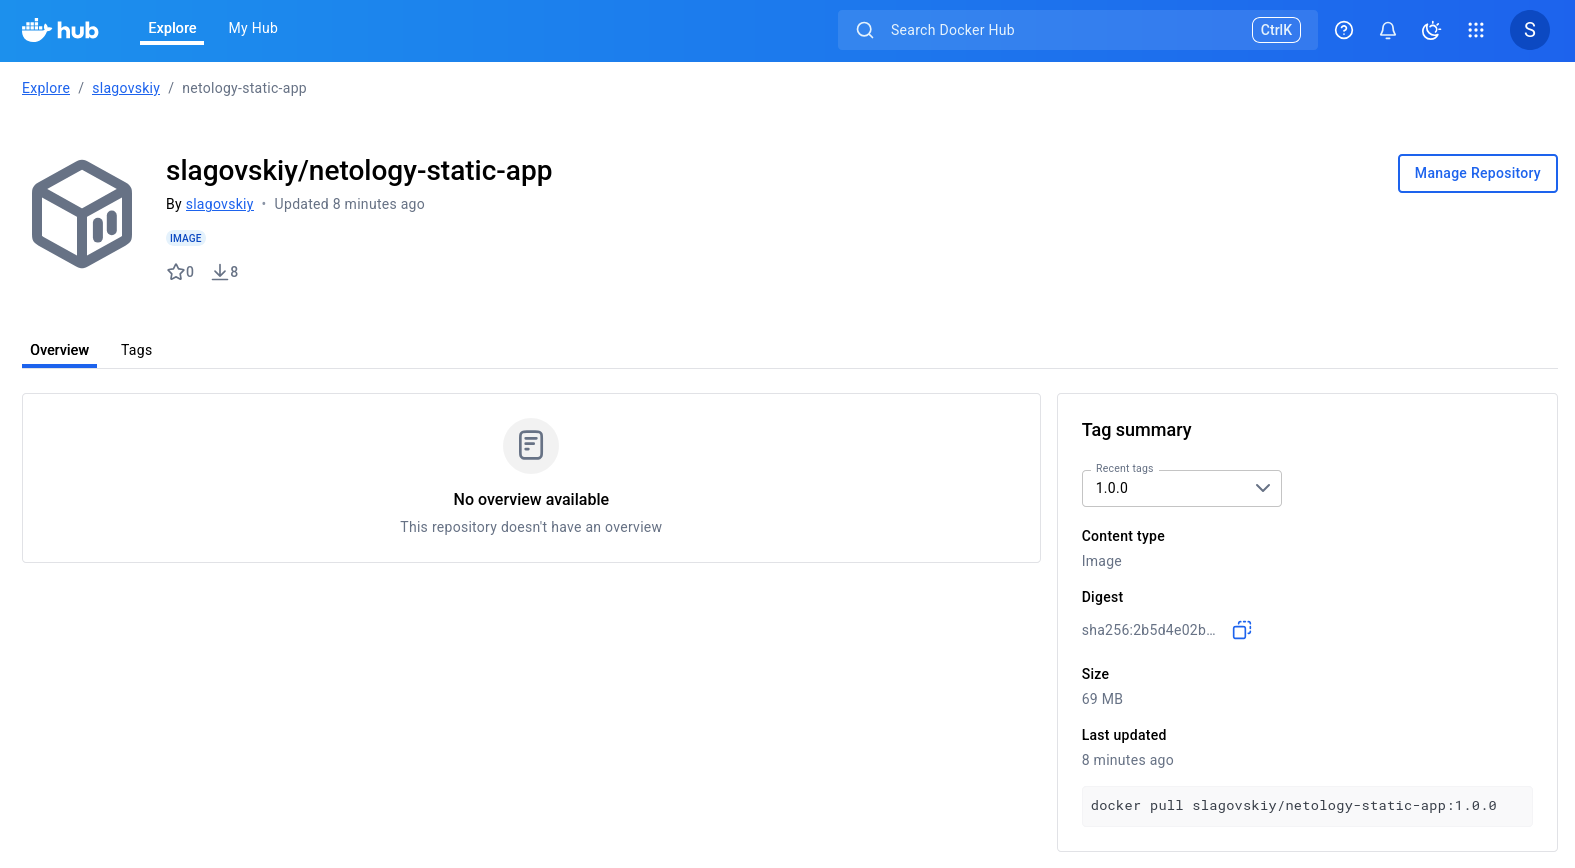 hub
Explore
My Hub
Search Docker Hub
CtrlK
S
Explore / slagovskiy / netology-static-app
slagovskiy/netology-static-app
Manage Repository
By slagovskiy • Updated 8 minutes ago
IMAGE
0
8
Overview
Tags
No overview available
This repository doesn't have an overview
Tag summary
Recent tags
1.0.0
Content type
Image
Digest
sha256:2b5d4e02b…
Size
69 MB
Last updated
8 minutes ago
docker pull slagovskiy/netology-static-app:1.0.0